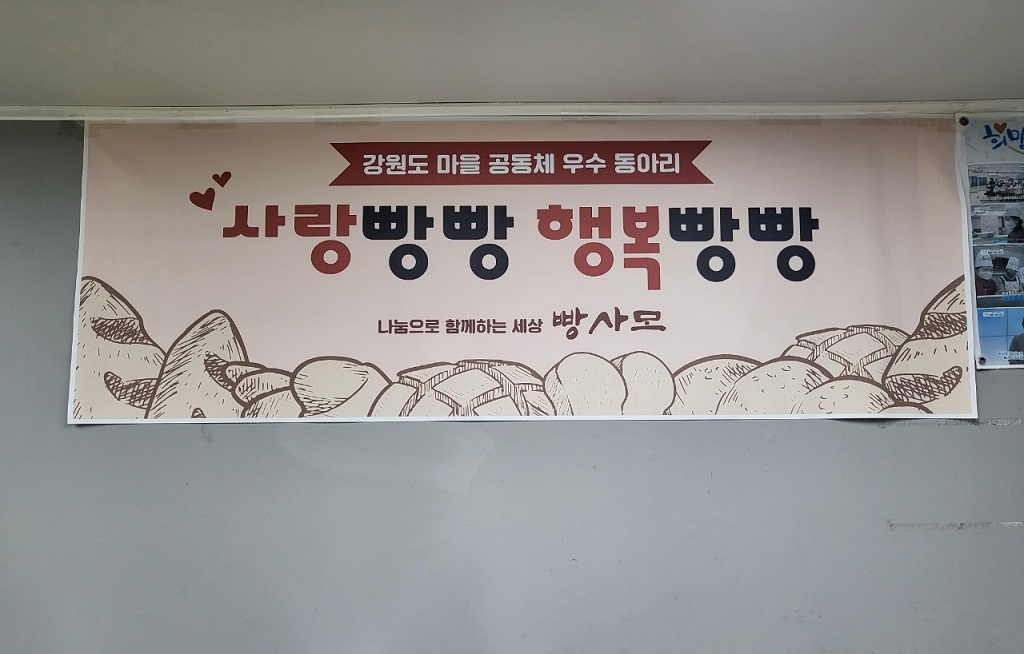 강원도 마을 공동체 우수 동아리
사랑빵빵 행복빵빵
나눔으로 함께하는 세상 빵사모